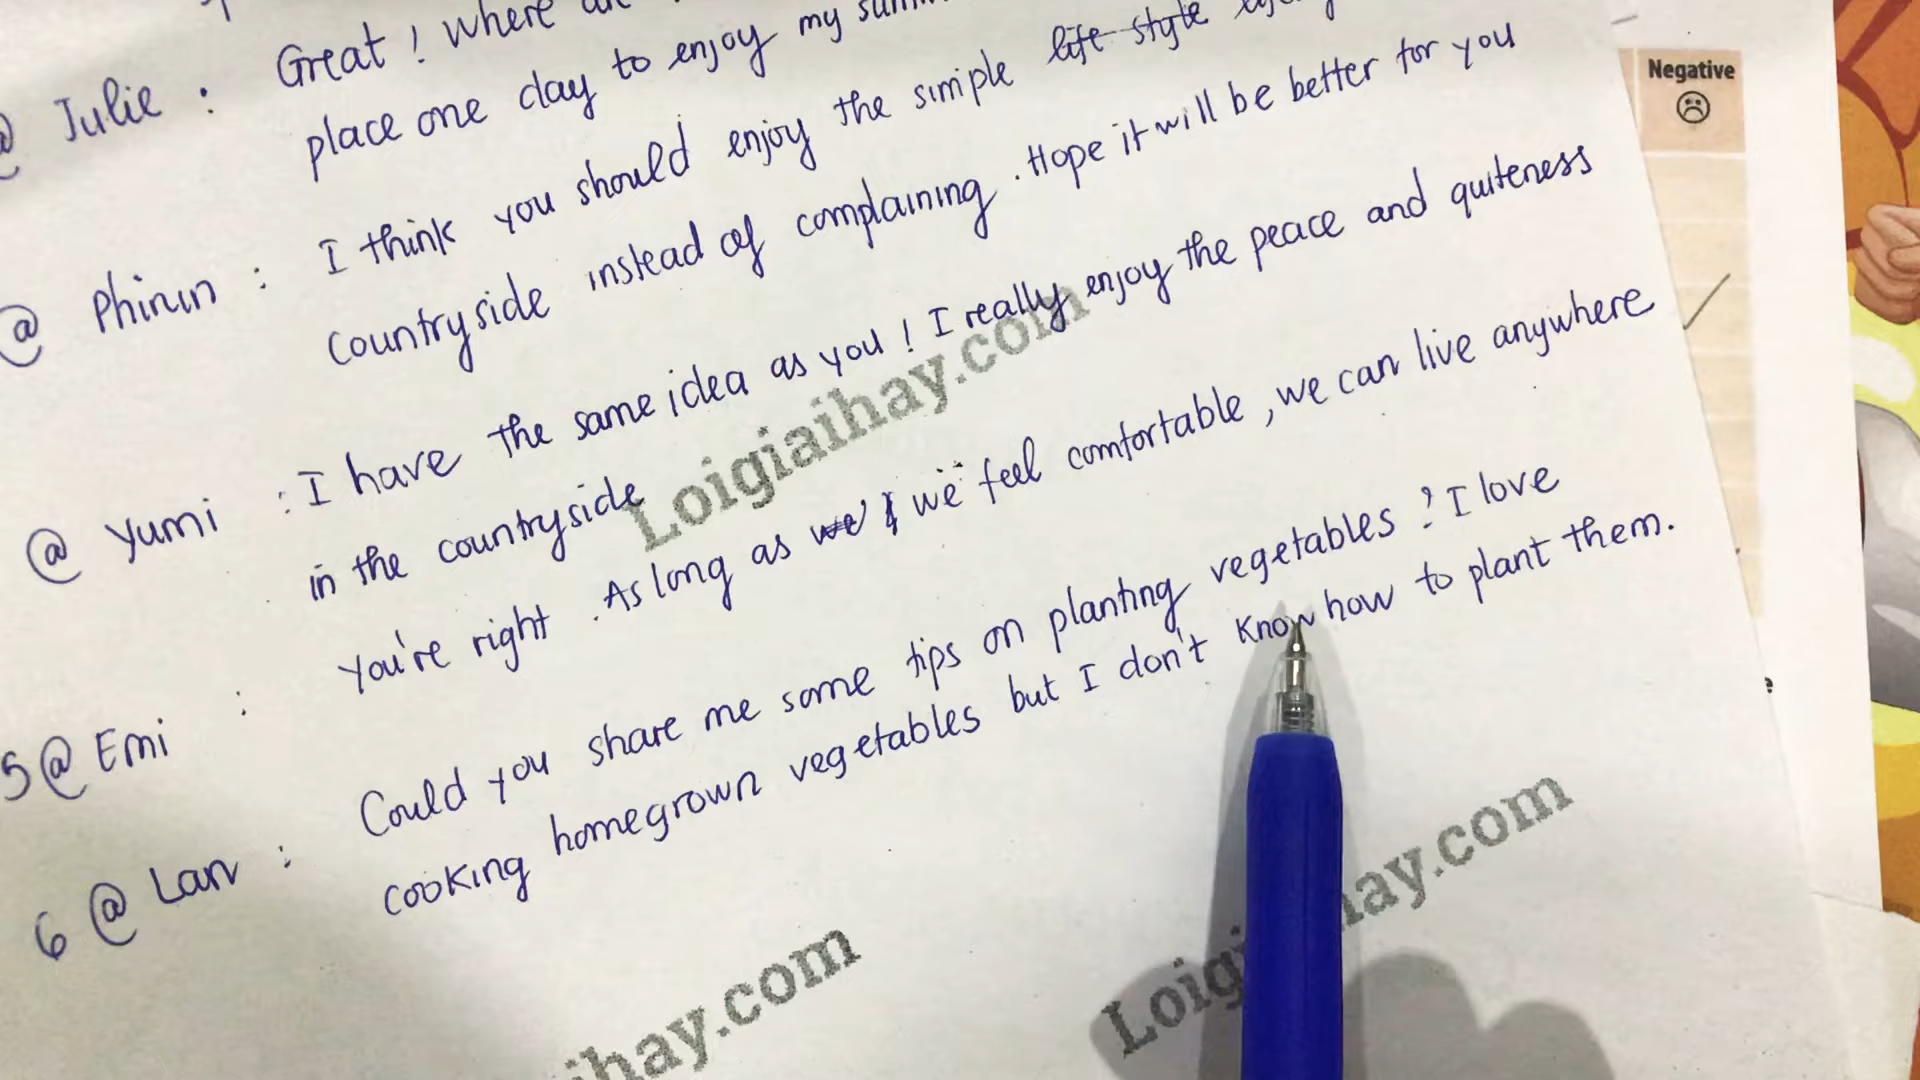 Great! Where
@ Julie : place one day to enjoy my
I think you should enjoy the simple life style
@ Phirun : countryside instead of complaining. Hope it will be better for you
I have the same idea as you! I really enjoy the peace and quiteness
@ Yumi : in the countryside
You're right. As long as we we feel comfortable, we can live anywhere
5 @ Emi :
Could you share me some tips on planting vegetables? I love
6 @ Lan : cooking homegrown vegetables but I don't know how to plant them.
Negative
Loigiaihay.com
Loigiaihay.com
ihay.com